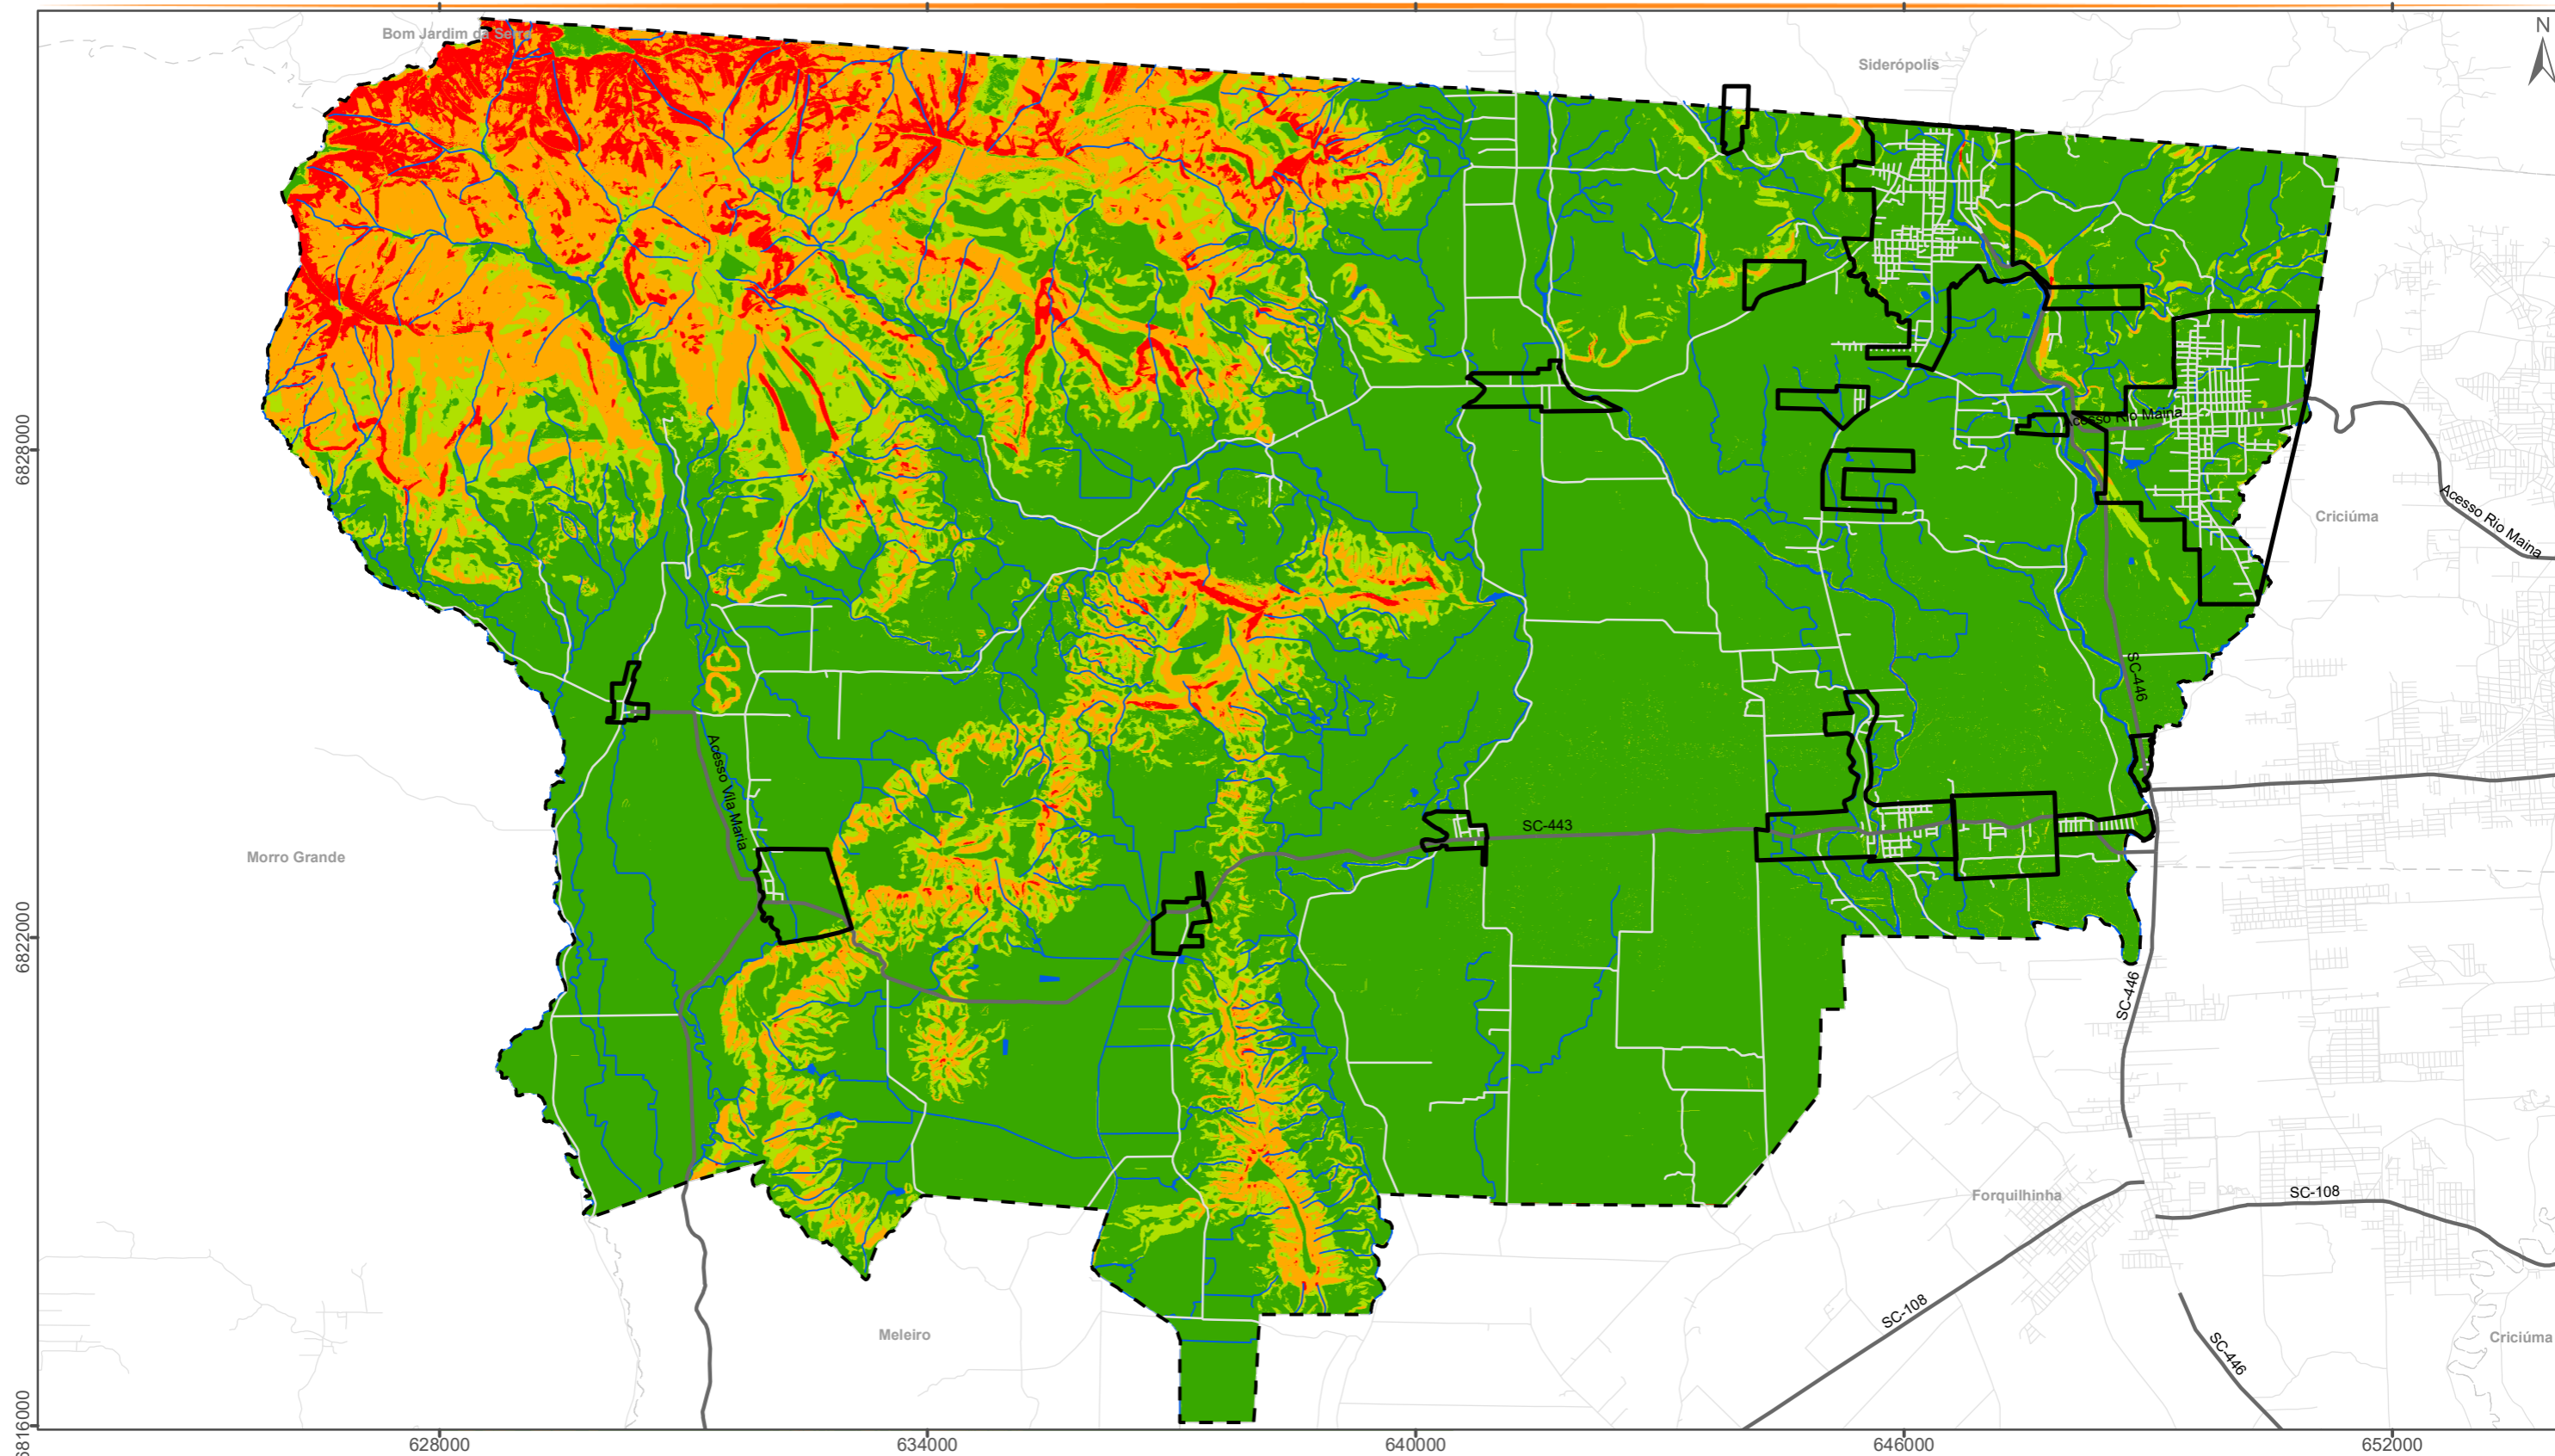 N
Bom Jardim da Serra
Siderópolis
6828000
Acesso Rio Maina
Acesso Rio Maina
Criciúma
SC-446
Acesso Vila Maria
SC-443
Morro Grande
6822000
SC-446
Forquilhinha
SC-108
SC-108
Meleiro
SC-446
Criciúma
6816000
628000
634000
640000
646000
652000